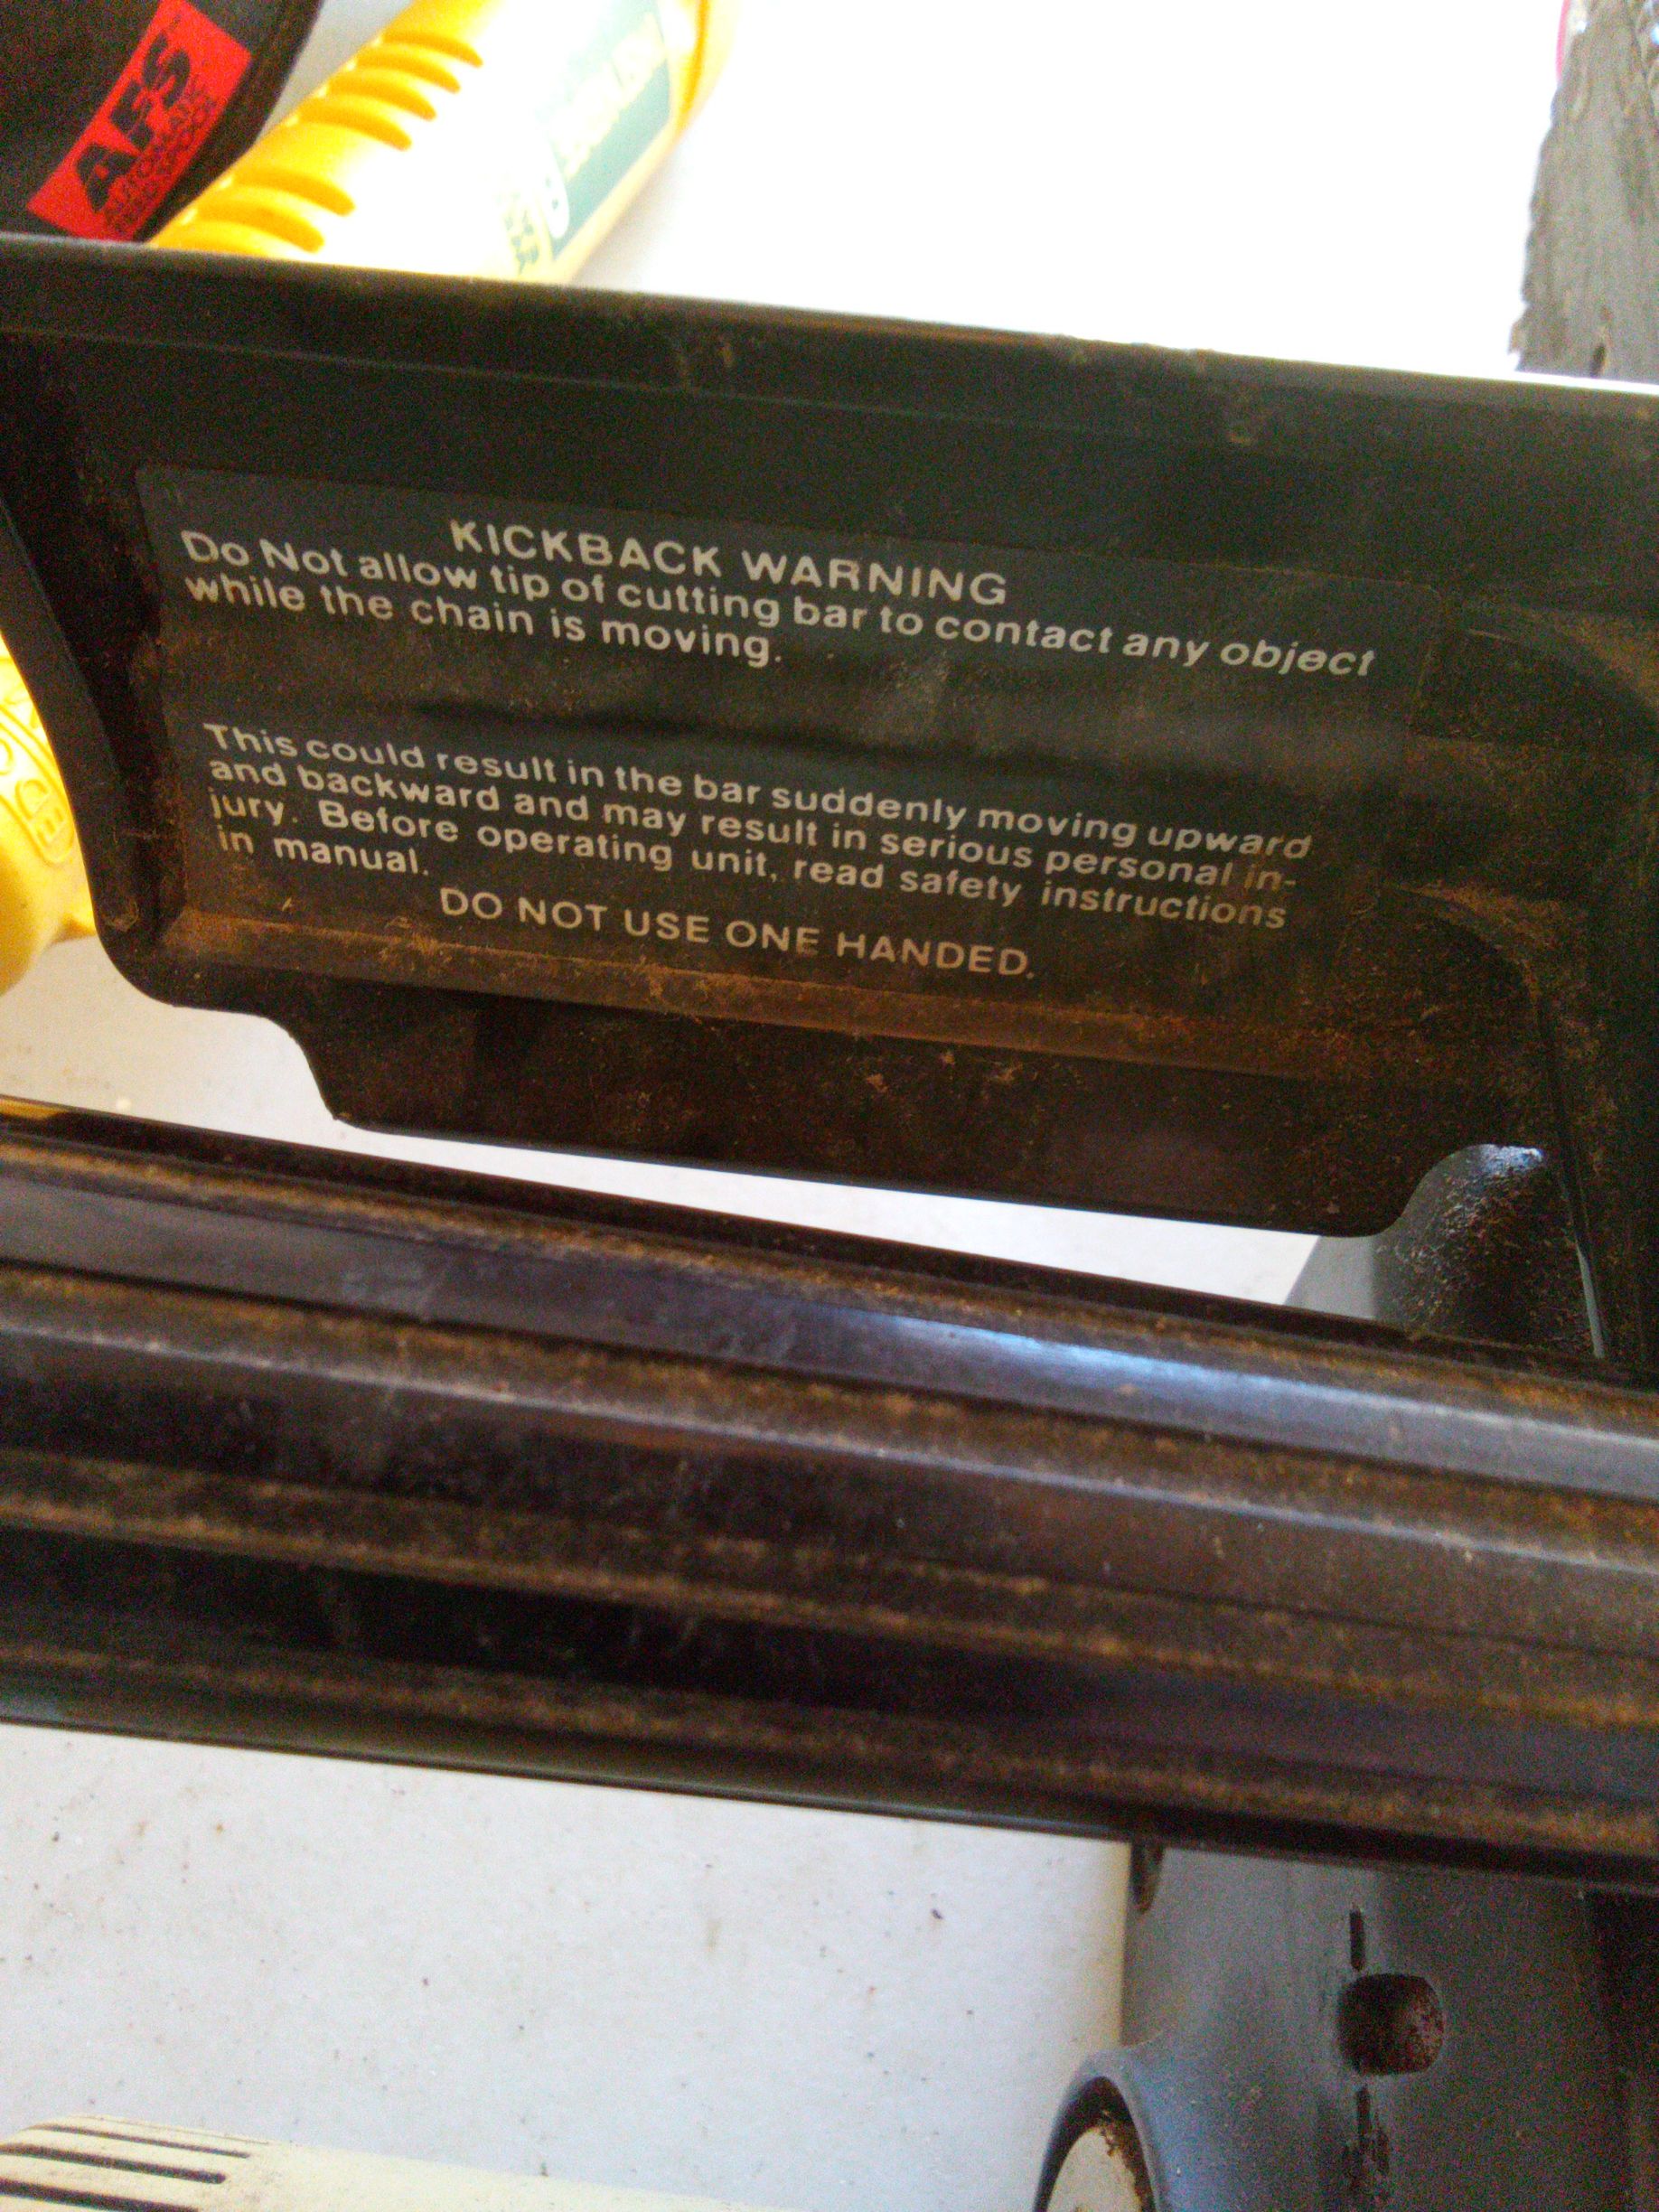 AFS
AUTOMATIC
KICKBACK WARNING
Do Not allow tip of cutting bar to contact any object
while the chain is moving.
This could result in the bar suddenly moving upward
and backward and may result in serious personal in-
jury. Before operating unit, read safety instructions
in manual.
DO NOT USE ONE HANDED.